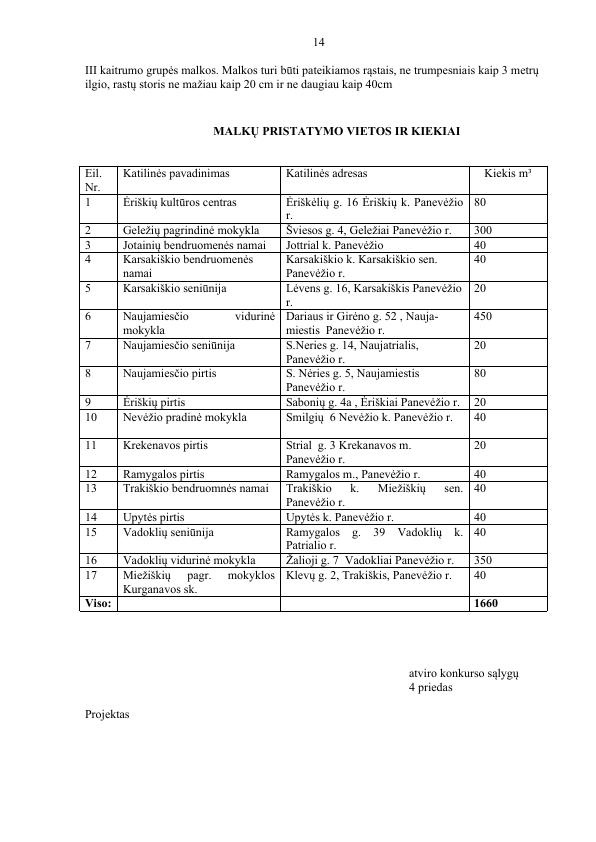 14
III kaitrumo grupės malkos. Malkos turi būti pateikiamos rąstais, ne trumpesniais kaip 3 metrų
ilgio, rastų storis ne mažiau kaip 20 cm ir ne daugiau kaip 40cm
MALKŲ PRISTATYMO VIETOS IR KIEKIAI
Eil. Nr. Katilinės pavadinimas Katilinės adresas Kiekis m³
1 Ėriškių kultūros centras Ėriškėlių g. 16 Ėriškių k. Panevėžio 80
r.
2 Geležių pagrindinė mokykla Šviesos g. 4, Geležiai Panevėžio r. 300
3 Jotainių bendruomenės namai Jottrial k. Panevėžio 40
4 Karsakiškio bendruomenės Karsakiškio k. Karsakiškio sen. 40
namai Panevėžio r.
5 Karsakiškio seniūnija Lėvens g. 16, Karsakiškis Panevėžio 20
r.
6 Naujamiesčio vidurinė Dariaus ir Girėno g. 52 , Nauja- 450
mokykla miestis Panevėžio r.
7 Naujamiesčio seniūnija S.Neries g. 14, Naujatrialis, 20
Panevėžio r.
8 Naujamiesčio pirtis S. Nėries g. 5, Naujamiestis 80
Panevėžio r.
9 Ėriškių pirtis Sabonių g. 4a , Ėriškiai Panevėžio r. 20
10 Nevėžio pradinė mokykla Smilgių 6 Nevėžio k. Panevėžio r. 40
11 Krekenavos pirtis Strial g. 3 Krekanavos m. 20
Panevėžio r.
12 Ramygalos pirtis Ramygalos m., Panevėžio r. 40
13 Trakiškio bendruomnės namai Trakiškio k. Miežiškių sen. 40
Panevėžio r.
14 Upytės pirtis Upytės k. Panevėžio r. 40
15 Vadoklių seniūnija Ramygalos g. 39 Vadoklių k. 40
Patrialio r.
16 Vadoklių vidurinė mokykla Žalioji g. 7 Vadokliai Panevėžio r. 350
17 Miežiškių pagr. mokyklos Klevų g. 2, Trakiškis, Panevėžio r. 40
Kurganavos sk.
Viso: 1660
atviro konkurso sąlygų
4 priedas
Projektas